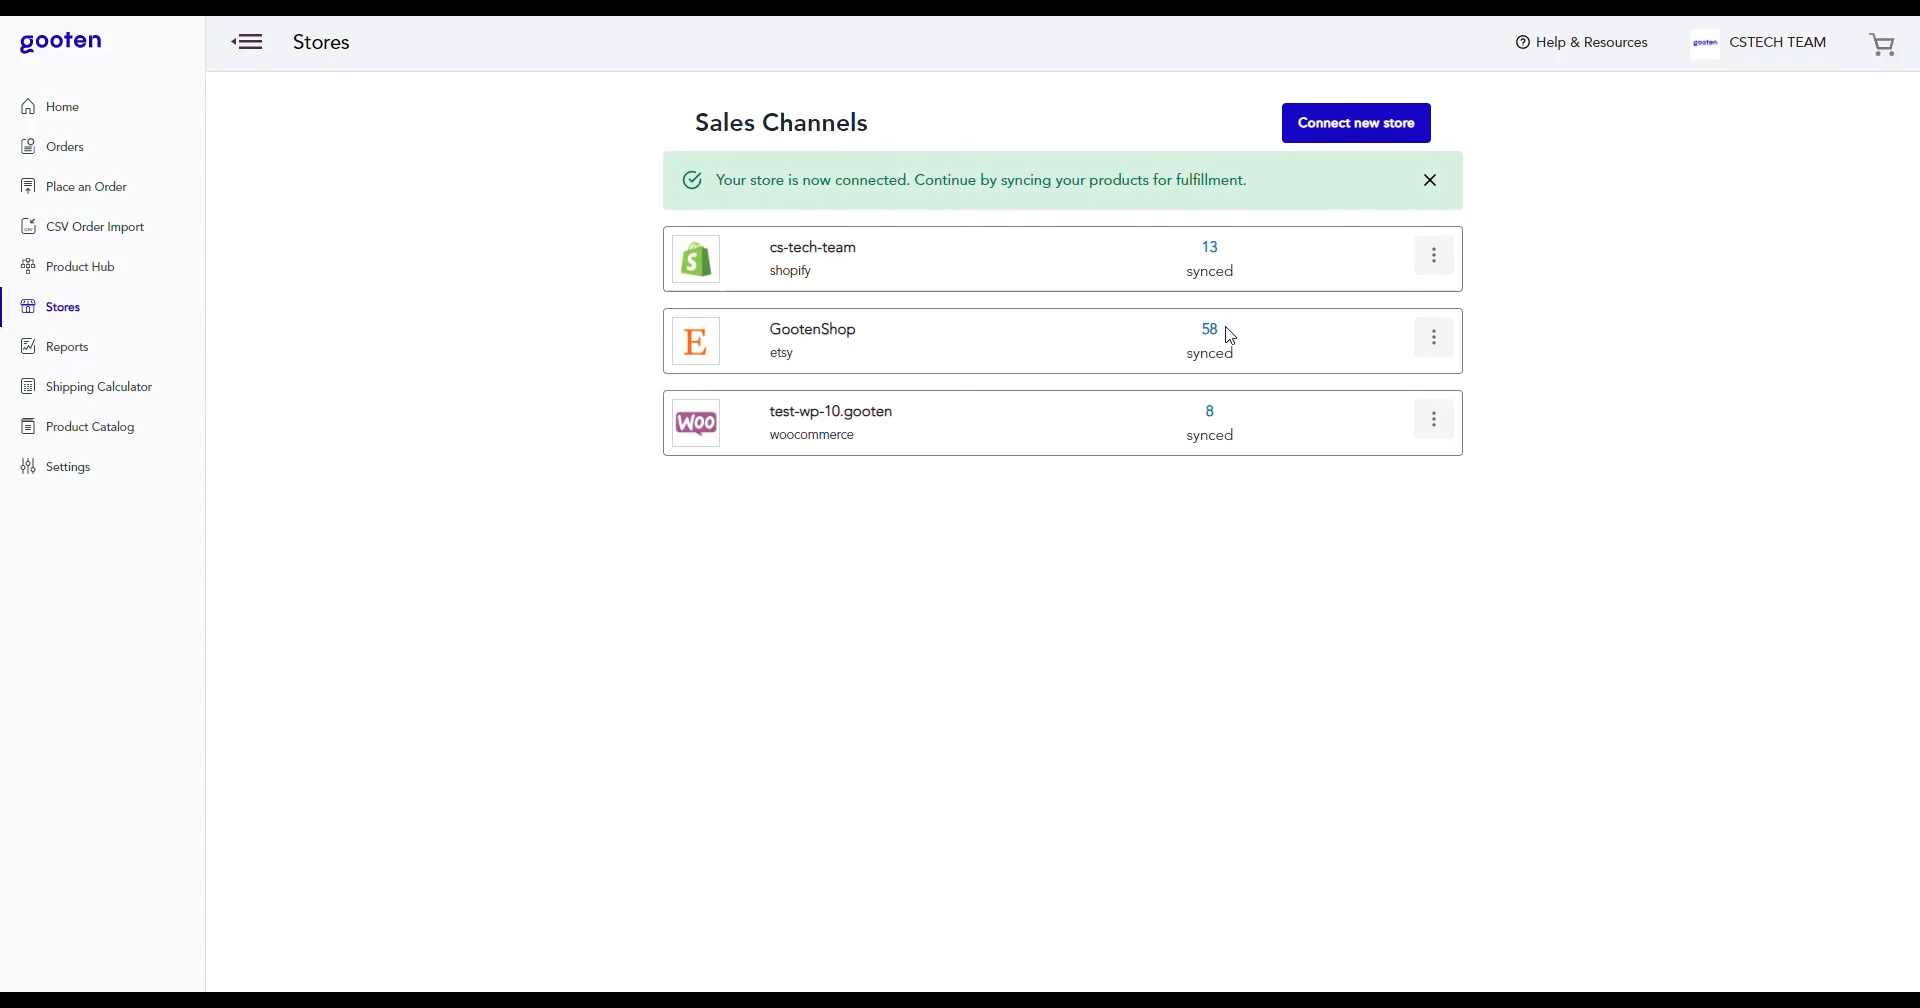 gooten
Stores
Help & Resources
gooten
CSTECH TEAM
Home
Orders
Place an Order
CSV Order Import
Product Hub
Stores
Reports
Shipping Calculator
Product Catalog
Settings
Sales Channels
Connect new store
Your store is now connected. Continue by syncing your products for fulfillment.
cs-tech-team
shopify
13
synced
E
GootenShop
etsy
58
synced
WOO
test-wp-10.gooten
woocommerce
8
synced